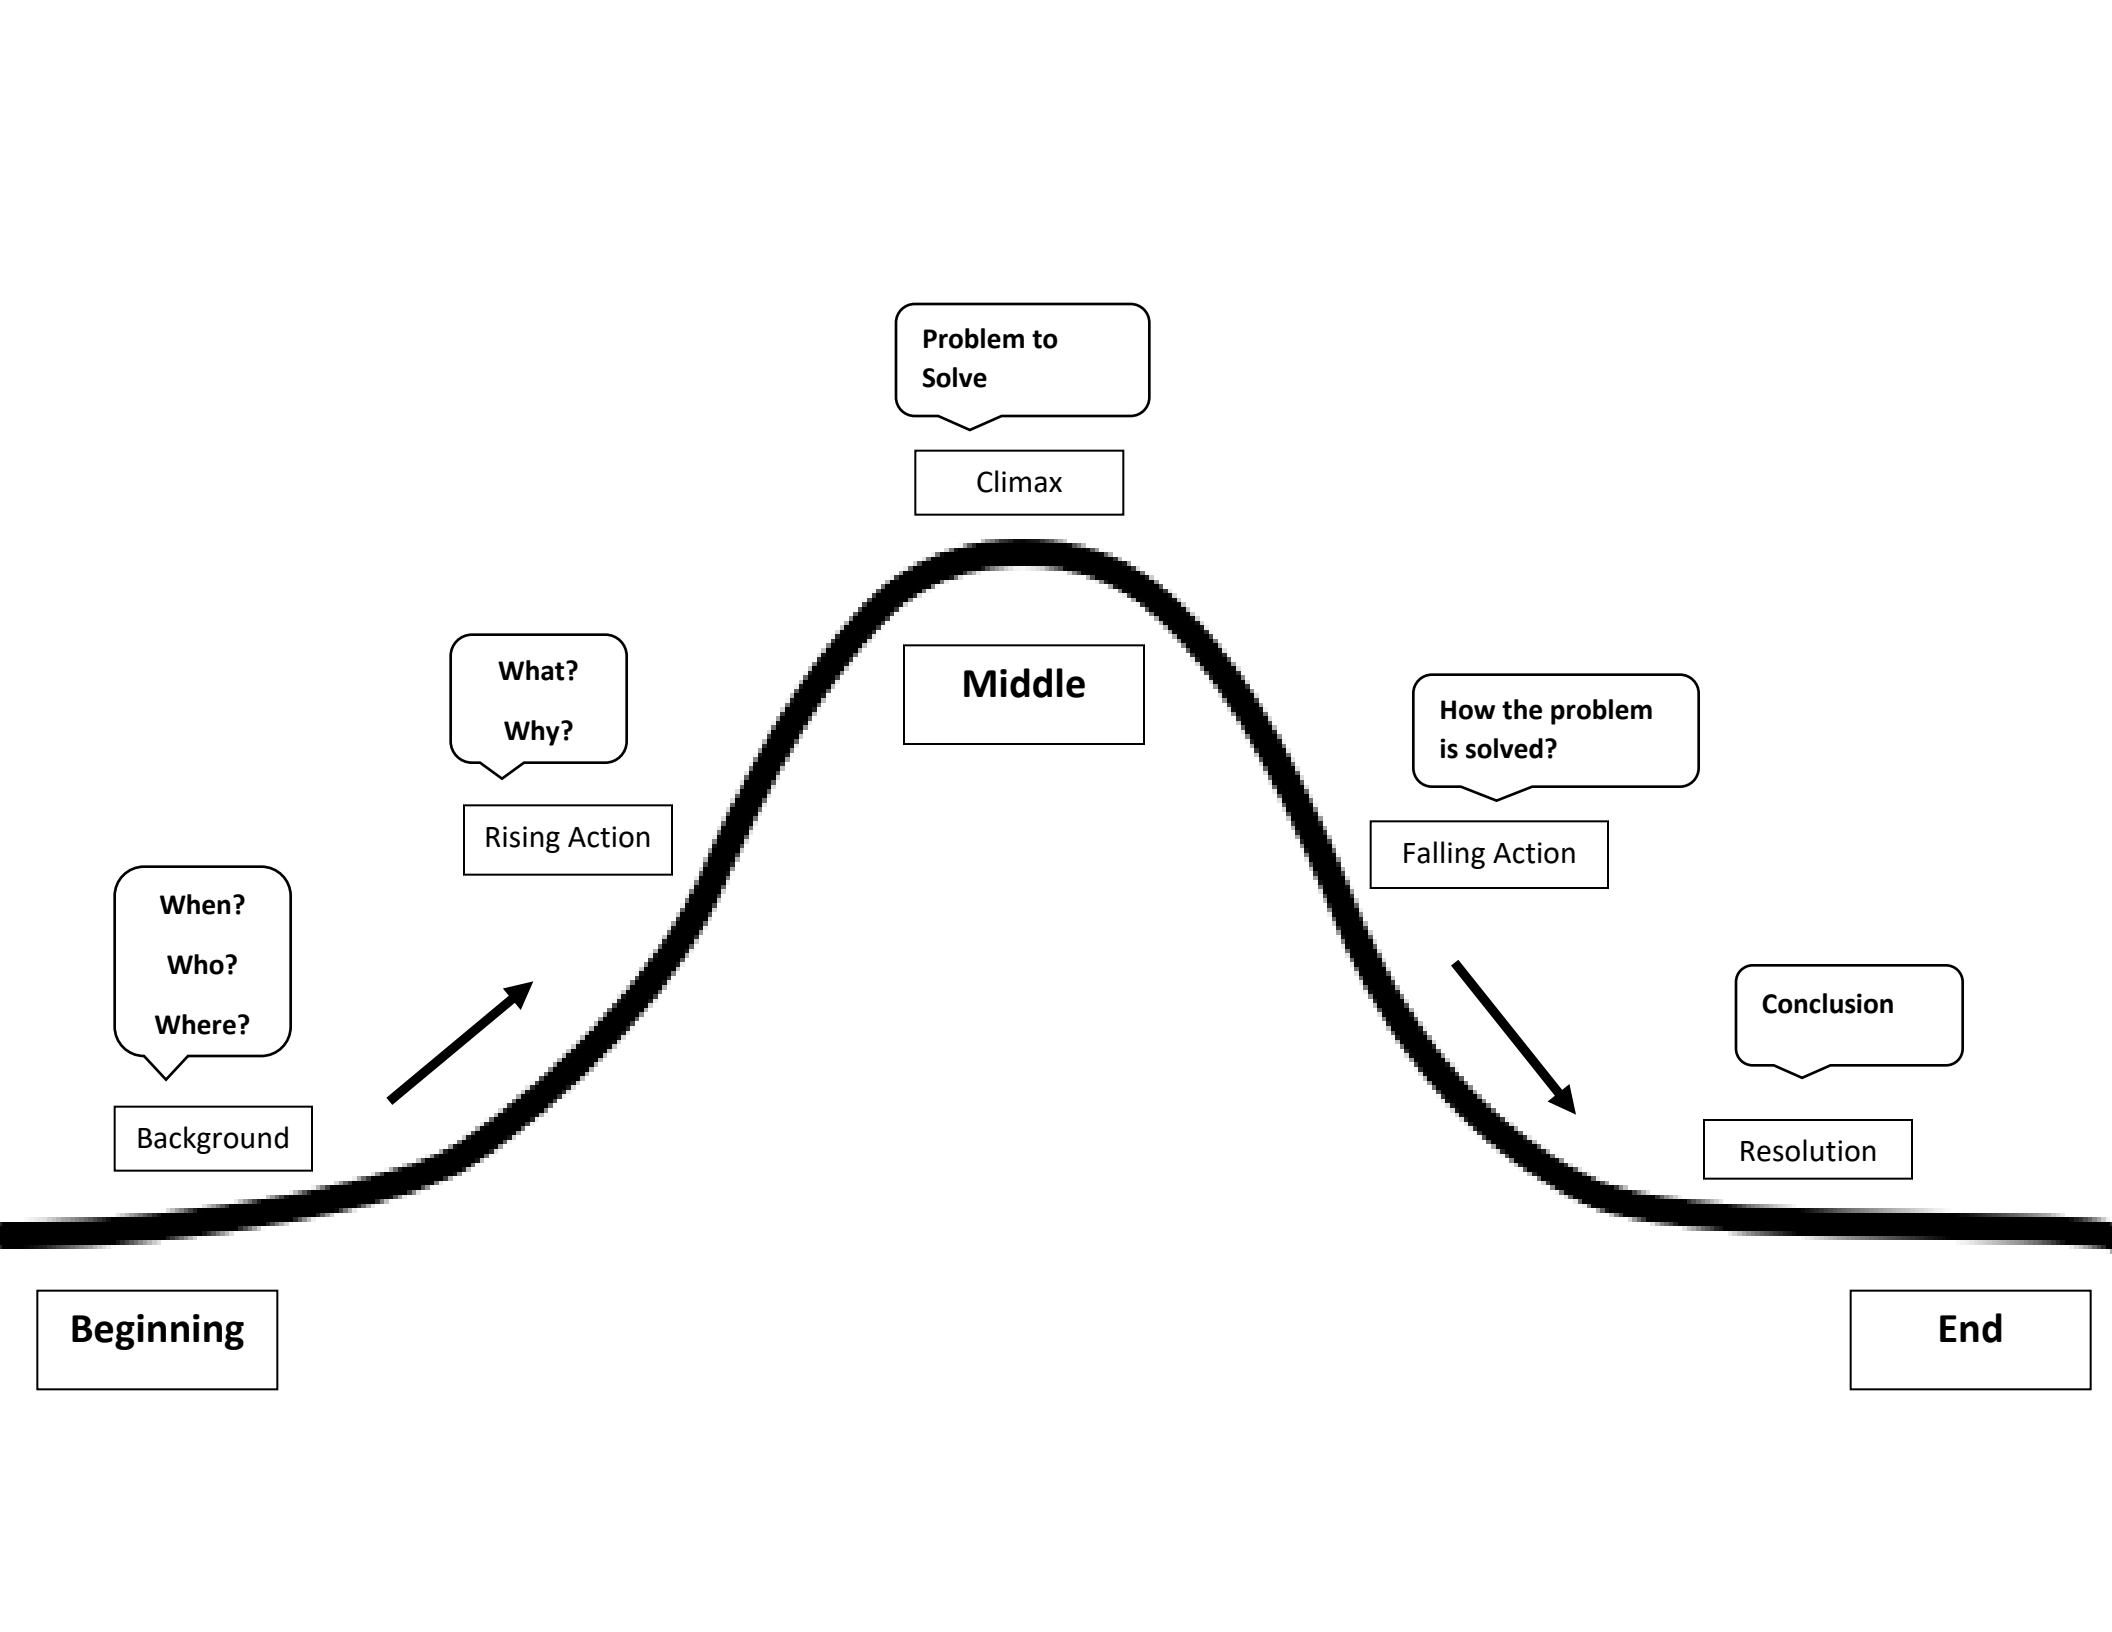 Problem to
Solve
Climax
What?
Why?
Middle
How the problem
is solved?
Rising Action
Falling Action
When?
Who?
Where?
Conclusion
Background
Resolution
Beginning
End